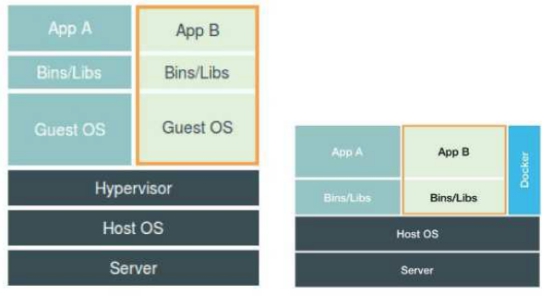 App A
App B
Bins/Libs
Bins/Libs
Guest OS
Guest OS
Hypervisor
Host OS
Server
App A
App B
Docker
Bins/Libs
Bins/Libs
Host OS
Server